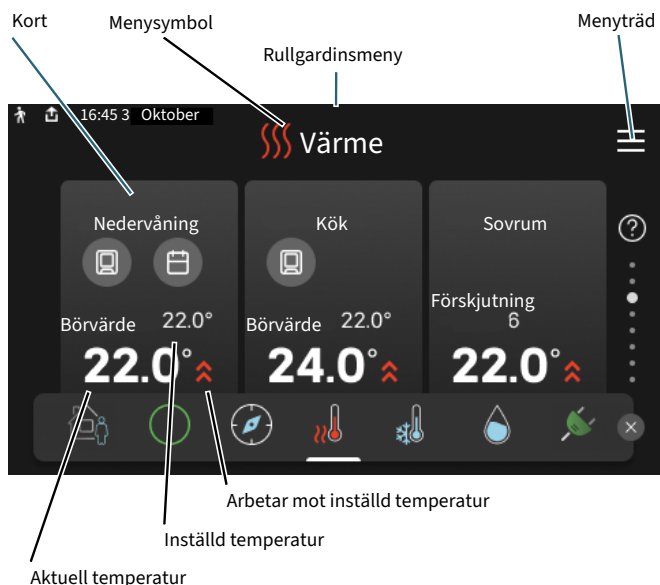 Kort
Menysymbol
Menyträd
Rullgardinsmeny
16:45 3 Oktober
Värme
Nedervåning
Kök
Sovrum
?
Börvärde 22.0°
Börvärde 22.0°
Förskjutning
6
22.0°
24.0°
22.0°
Arbetar mot inställd temperatur
Inställd temperatur
Aktuell temperatur